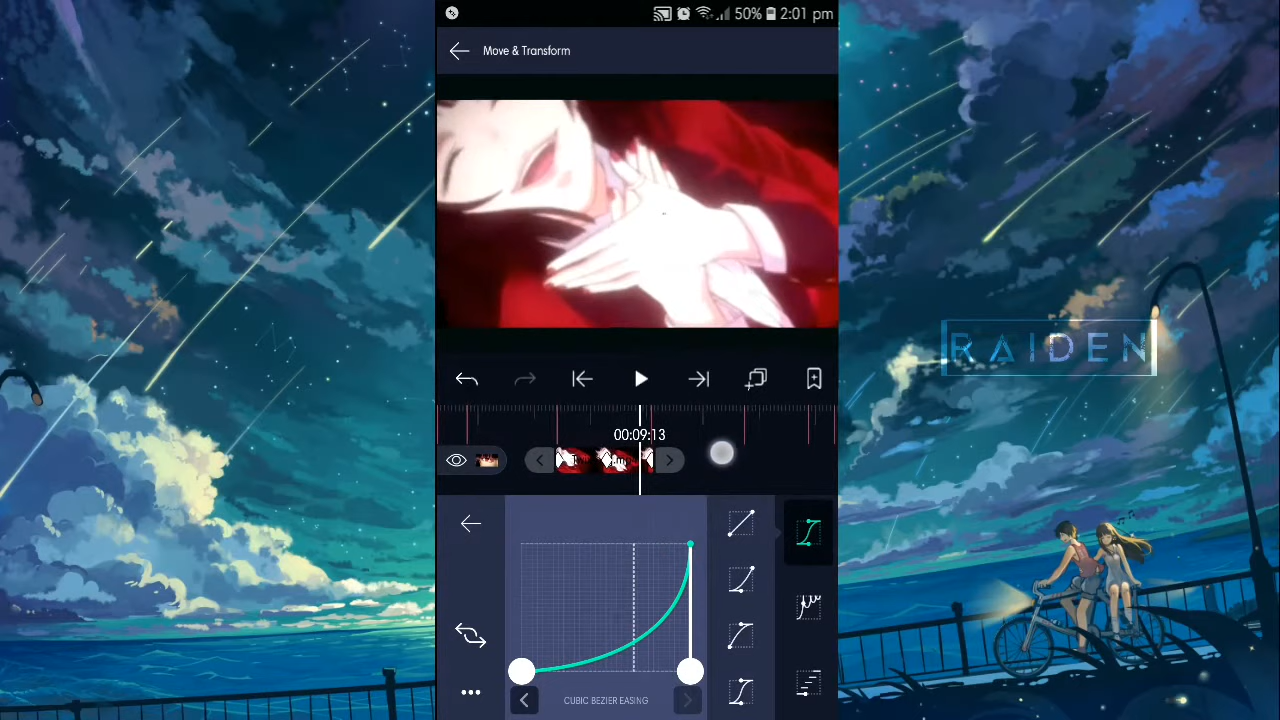 50% 2:01 pm
Move & Transform
RAIDEN
00:09:13
CUBIC BEZIER EASING